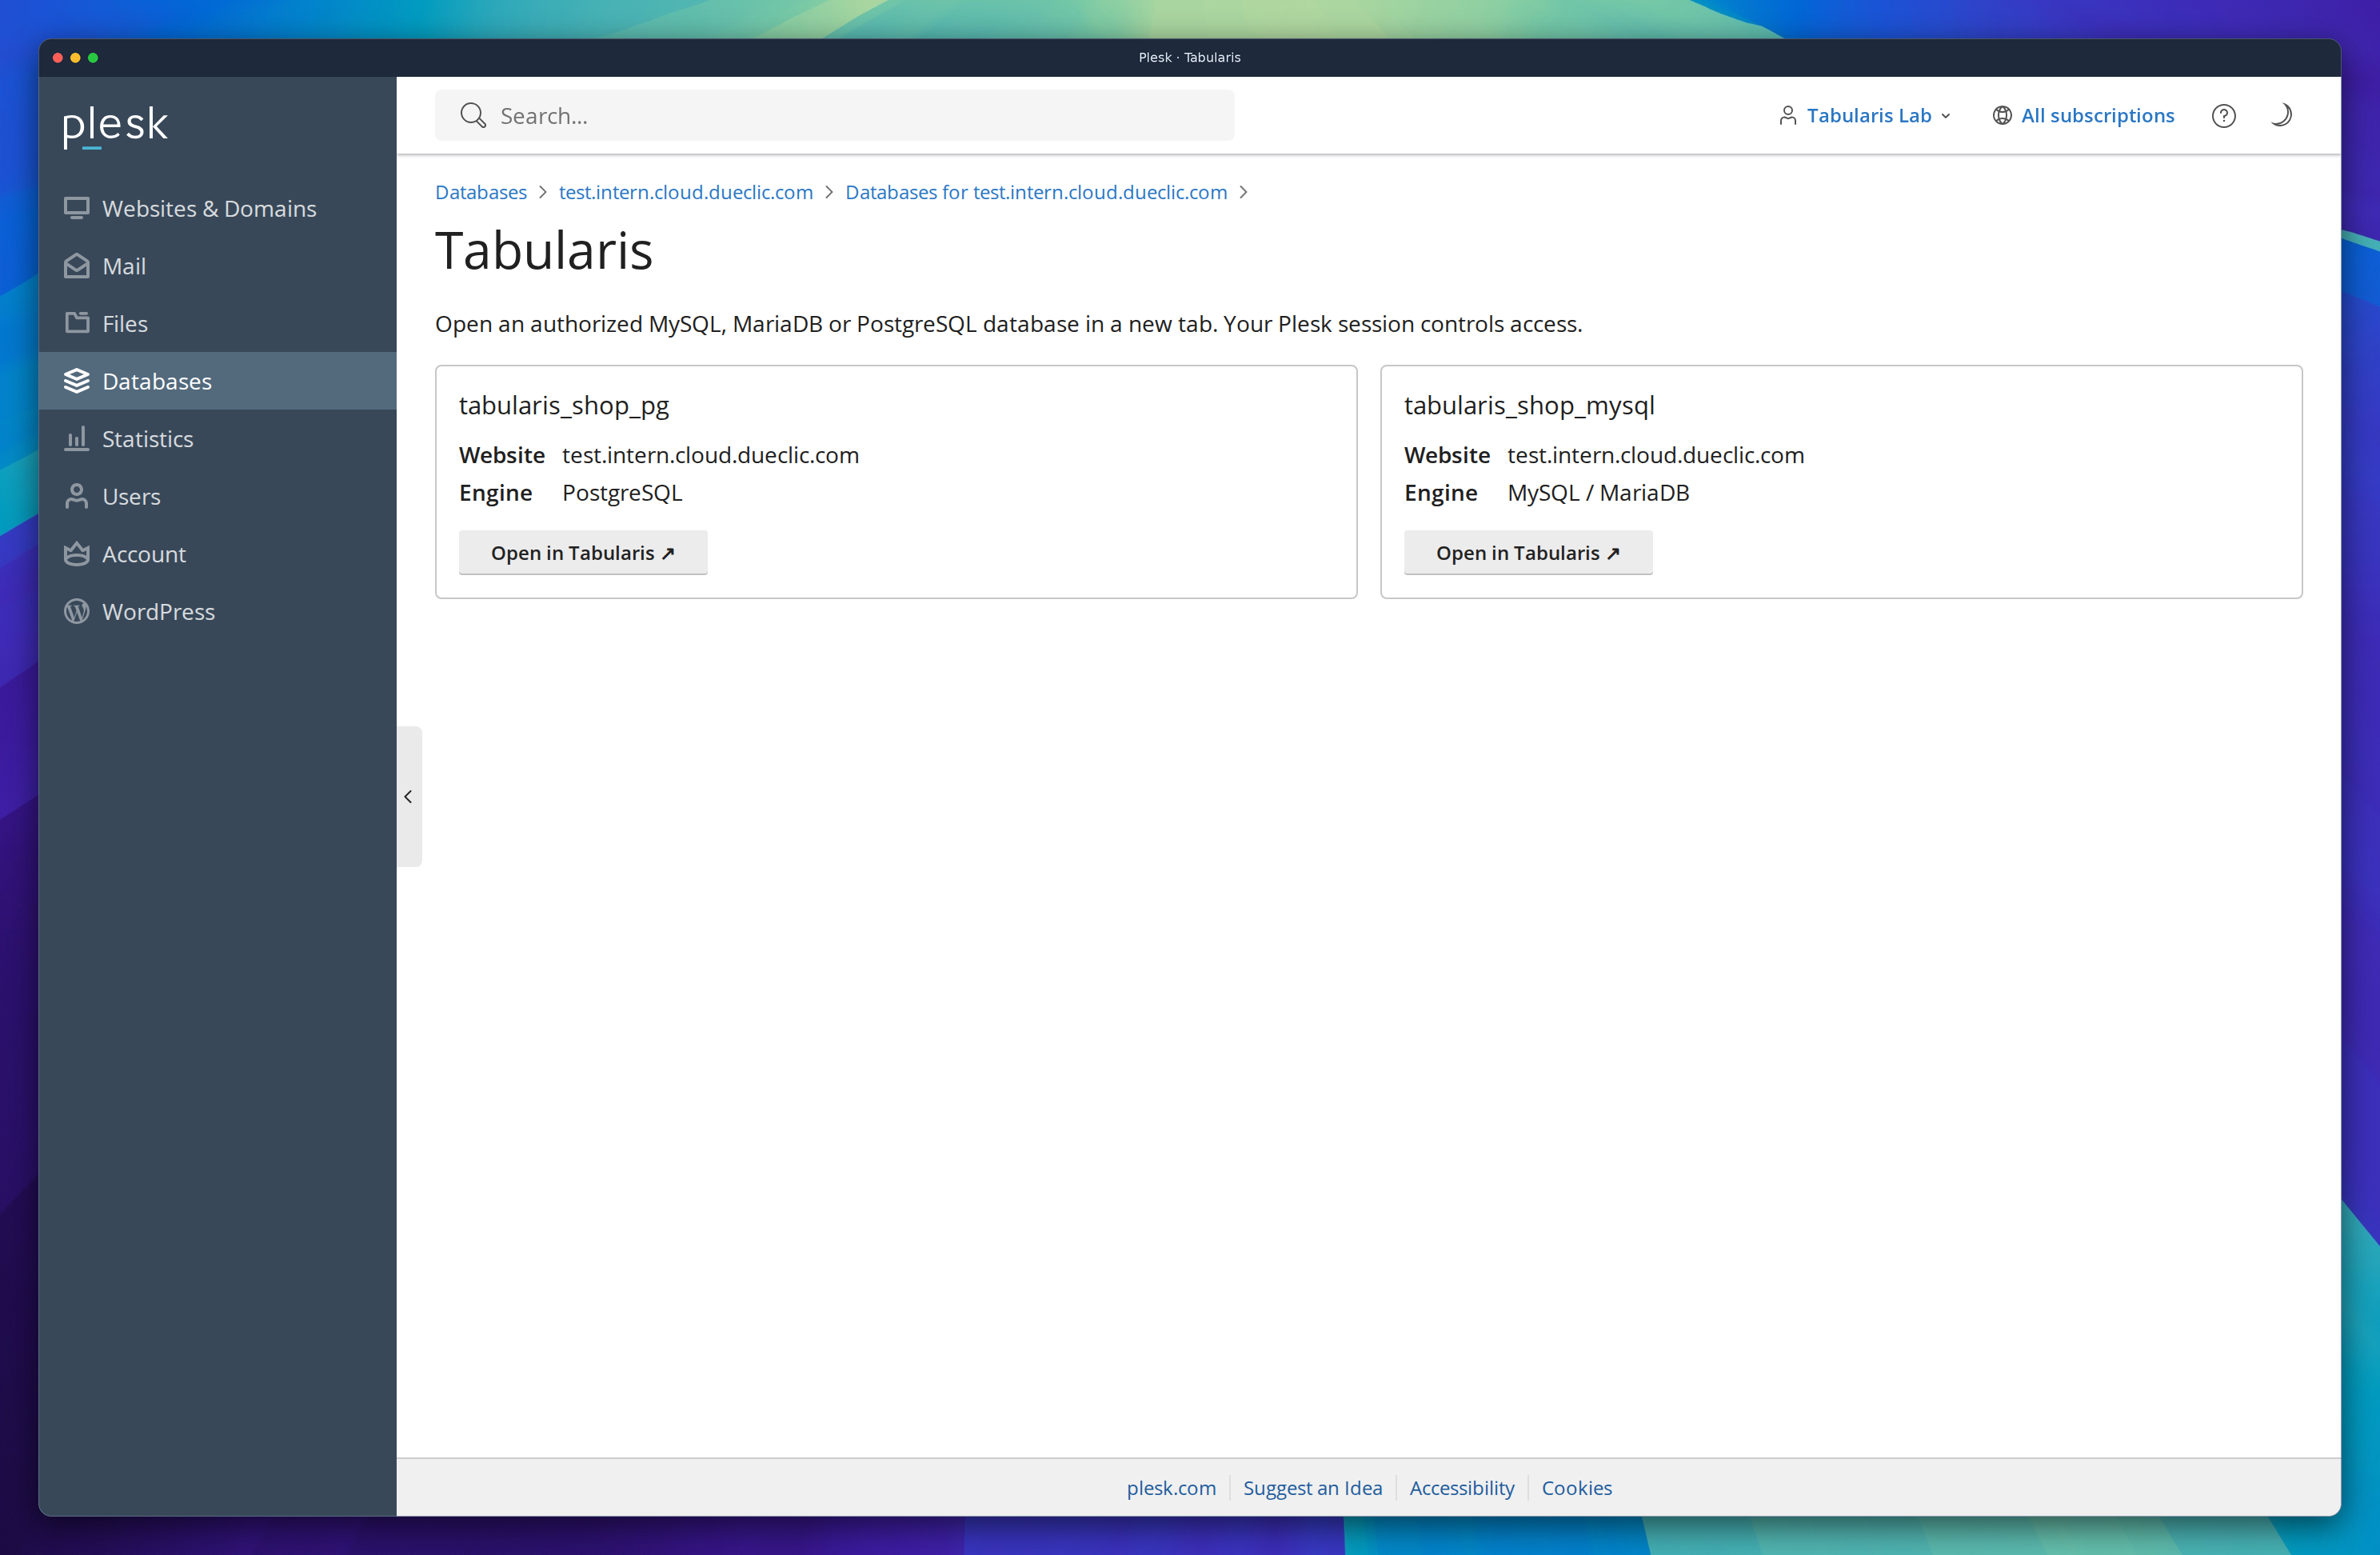 Plesk · Tabularis
plesk
Search...
Tabularis Lab
All subscriptions
Websites & Domains
Mail
Files
Databases
Statistics
Users
Account
WordPress
Databases > test.intern.cloud.dueclic.com > Databases for test.intern.cloud.dueclic.com >
Tabularis
Open an authorized MySQL, MariaDB or PostgreSQL database in a new tab. Your Plesk session controls access.
tabularis_shop_pg
Website test.intern.cloud.dueclic.com
Engine PostgreSQL
Open in Tabularis ↗
tabularis_shop_mysql
Website test.intern.cloud.dueclic.com
Engine MySQL / MariaDB
Open in Tabularis ↗
plesk.com
Suggest an Idea
Accessibility
Cookies